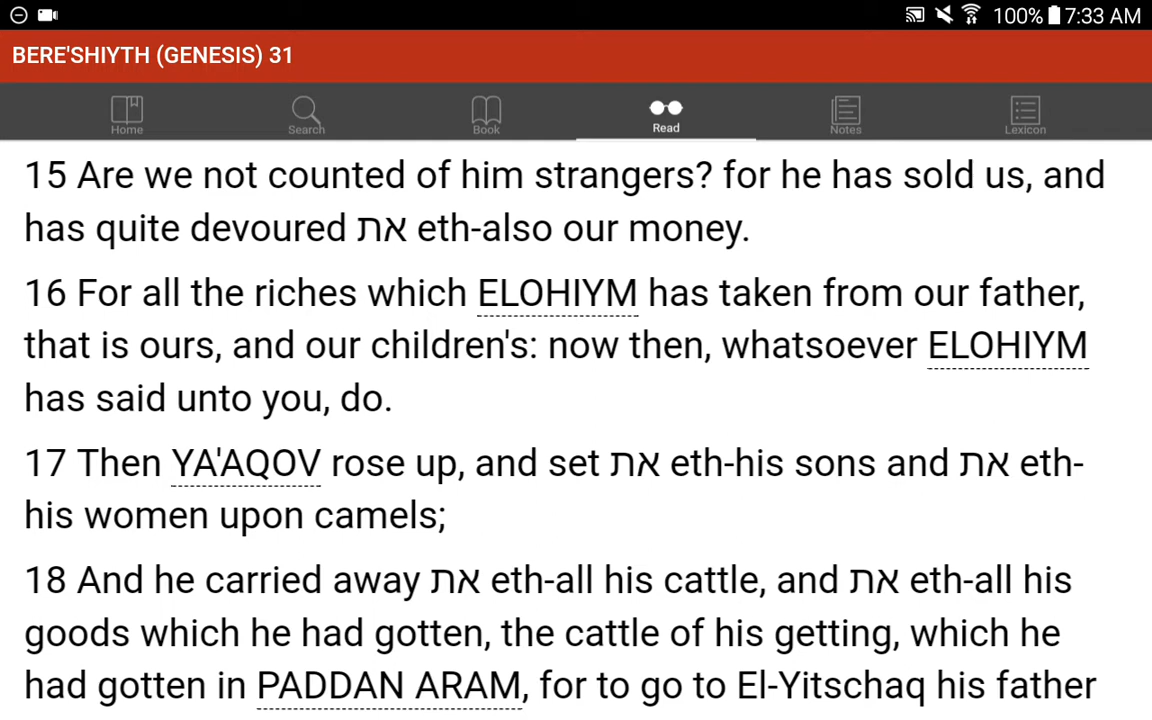 100% 7:33 AM
BERE'SHIYTH (GENESIS) 31
Home Search Book Read Notes Lexicon
15 Are we not counted of him strangers? for he has sold us, and
has quite devoured את eth-also our money.
16 For all the riches which ELOHIYM has taken from our father,
that is ours, and our children's: now then, whatsoever ELOHIYM
has said unto you, do.
17 Then YA'AQOV rose up, and set את eth-his sons and את eth-
his women upon camels;
18 And he carried away את eth-all his cattle, and את eth-all his
goods which he had gotten, the cattle of his getting, which he
had gotten in PADDAN ARAM, for to go to El-Yitschaq his father